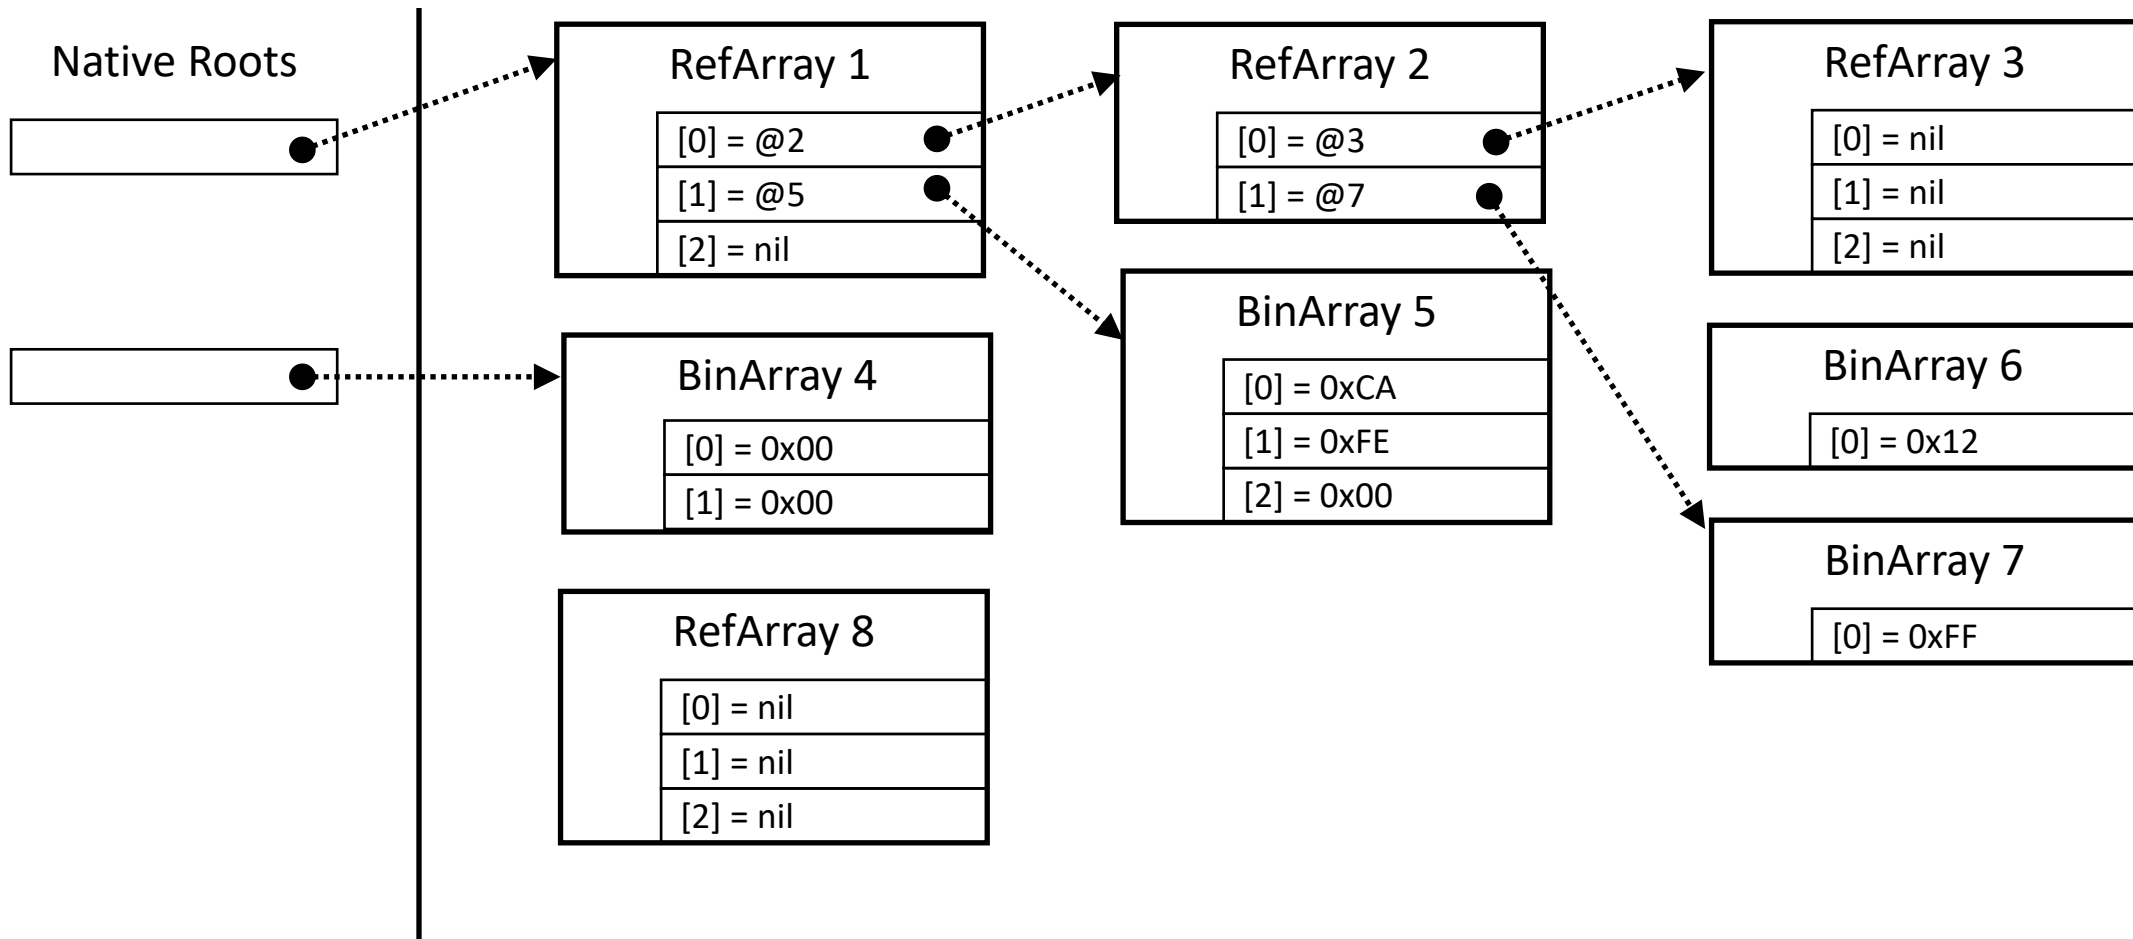 Native Roots
RefArray 1
[0] = @2
[1] = @5
[2] = nil
RefArray 2
[0] = @3
[1] = @7
RefArray 3
[0] = nil
[1] = nil
[2] = nil
BinArray 4
[0] = 0x00
[1] = 0x00
BinArray 5
[0] = 0xCA
[1] = 0xFE
[2] = 0x00
BinArray 6
[0] = 0x12
BinArray 7
[0] = 0xFF
RefArray 8
[0] = nil
[1] = nil
[2] = nil